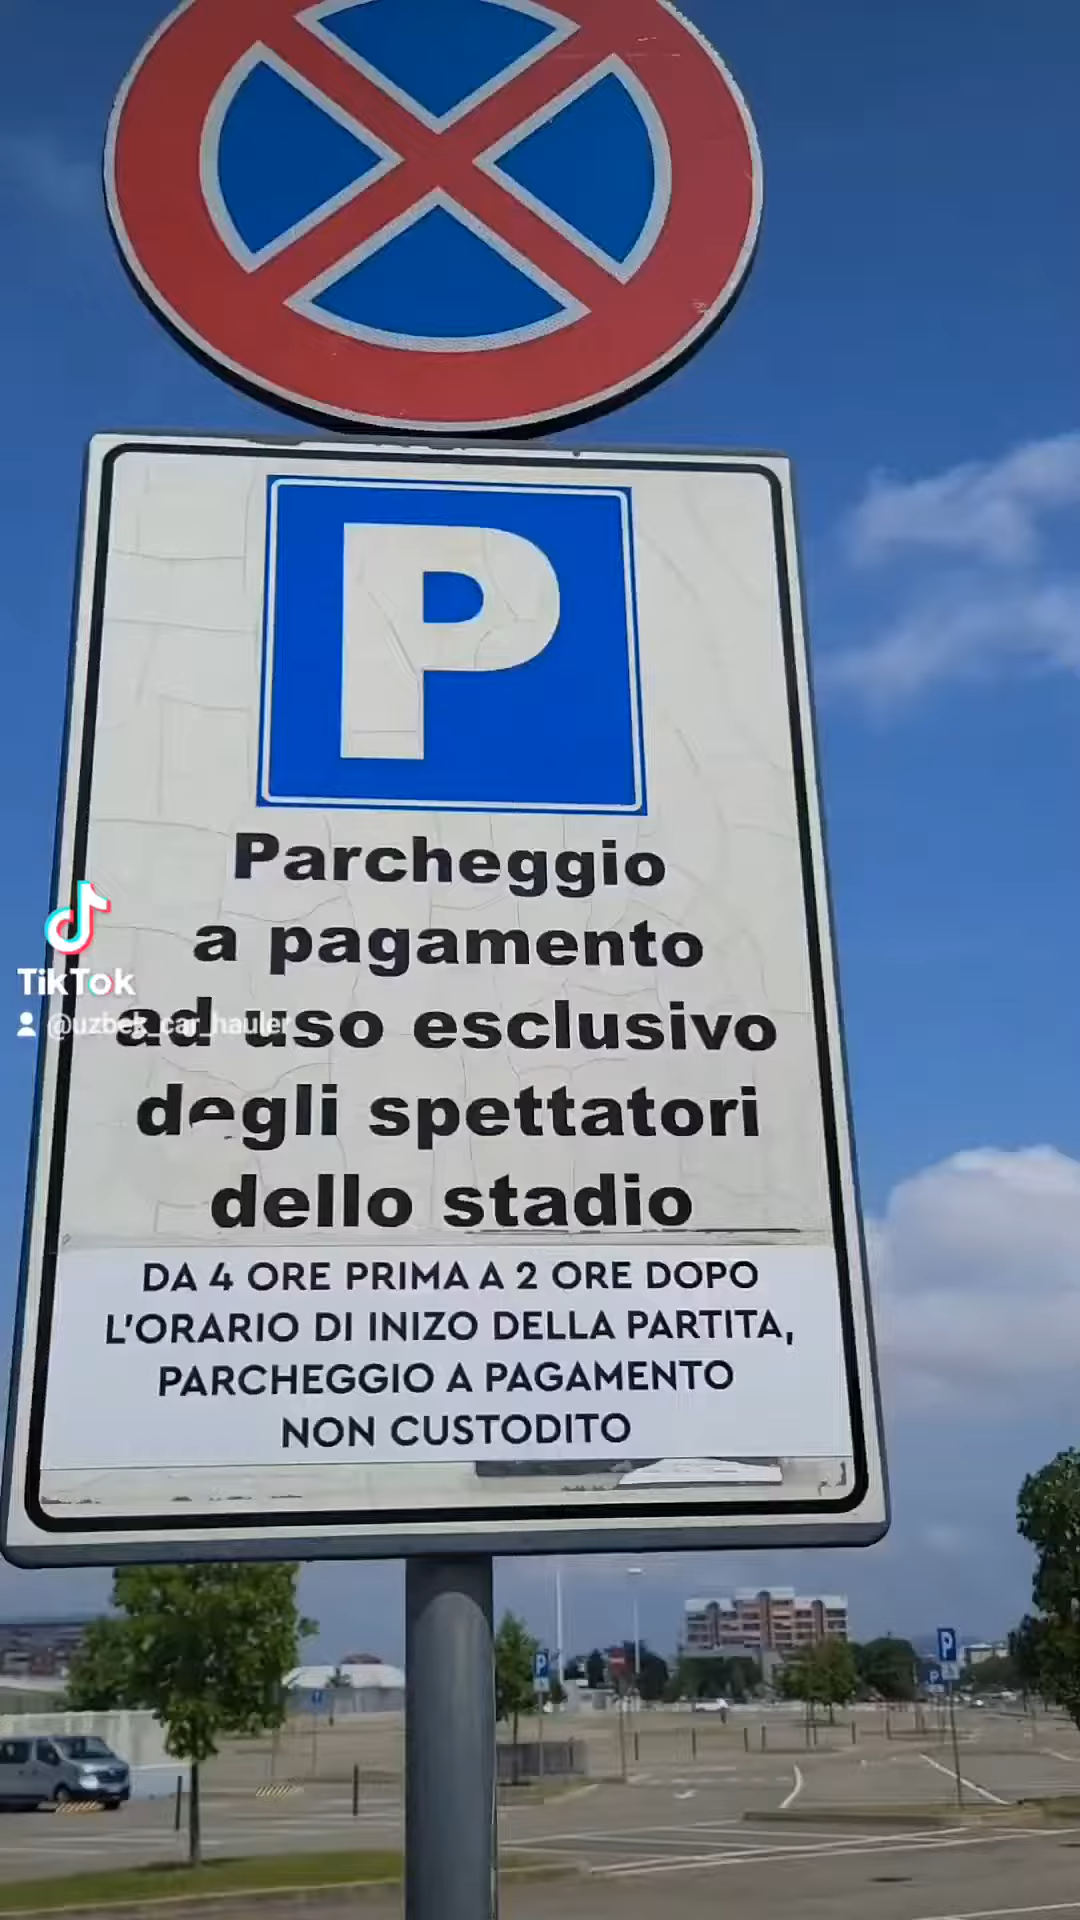 P
Parcheggio
a pagamento
ad uso esclusivo
degli spettatori
dello stadio
DA 4 ORE PRIMA A 2 ORE DOPO
L'ORARIO DI INIZO DELLA PARTITA,
PARCHEGGIO A PAGAMENTO
NON CUSTODITO
TikTok
@uzbek_car_hauler
P
P
P